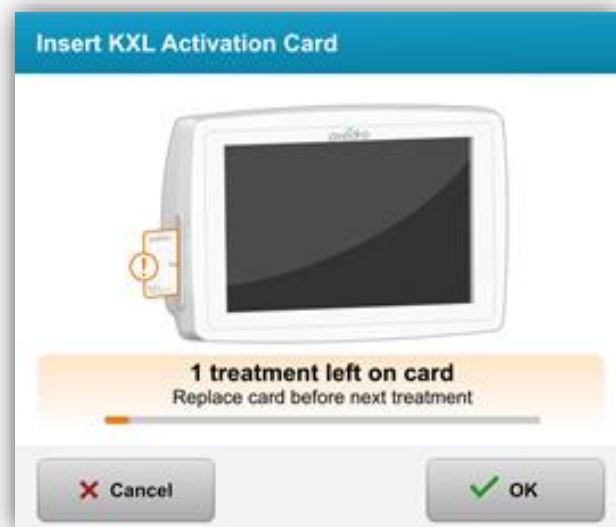 Insert KXL Activation Card
!
1 treatment left on card
Replace card before next treatment
Cancel
OK